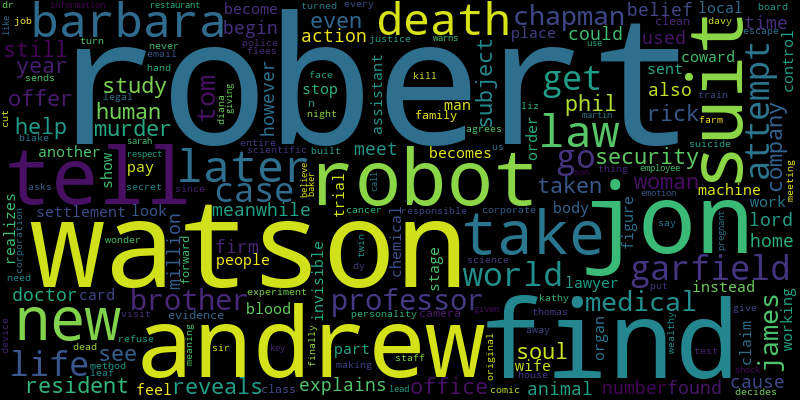 dr information restaurant turned every death chapman belief local dy board
like job turn barbara become begin action place could time davy escape
still never email police justice even clean
year sends hand flees warns use used coward control
robert
study tom however assistant face stop kill subject get sent also train suit attempt company
offer legal n man phil rick
cut human diana giving night family liz law
help murder built meet becomes us order martin farm suicide
blake sarah entire agrees go security
another respect scientific
tell later robot son thing employee woman meeting
asks secret since show pay case believe baker trial call cancer responsible corporate taken emotion machine
realizes settlement look meanwhile figure body jon say pregnant work lord
corporation wonder million forward firm people invisible twin chemical stage science world lawyer home
need watson take garfield
doctor card brother experiment professor medical put instead
device visit evidence blood personality camera given kathy organ give
new refuse meaning sir key finally part original thomas away soul wealthy claim james working
dead method see andrew staff making wife house find test shock
life leaf feel reveals class explains lead office comic animal number found cause decides
resident